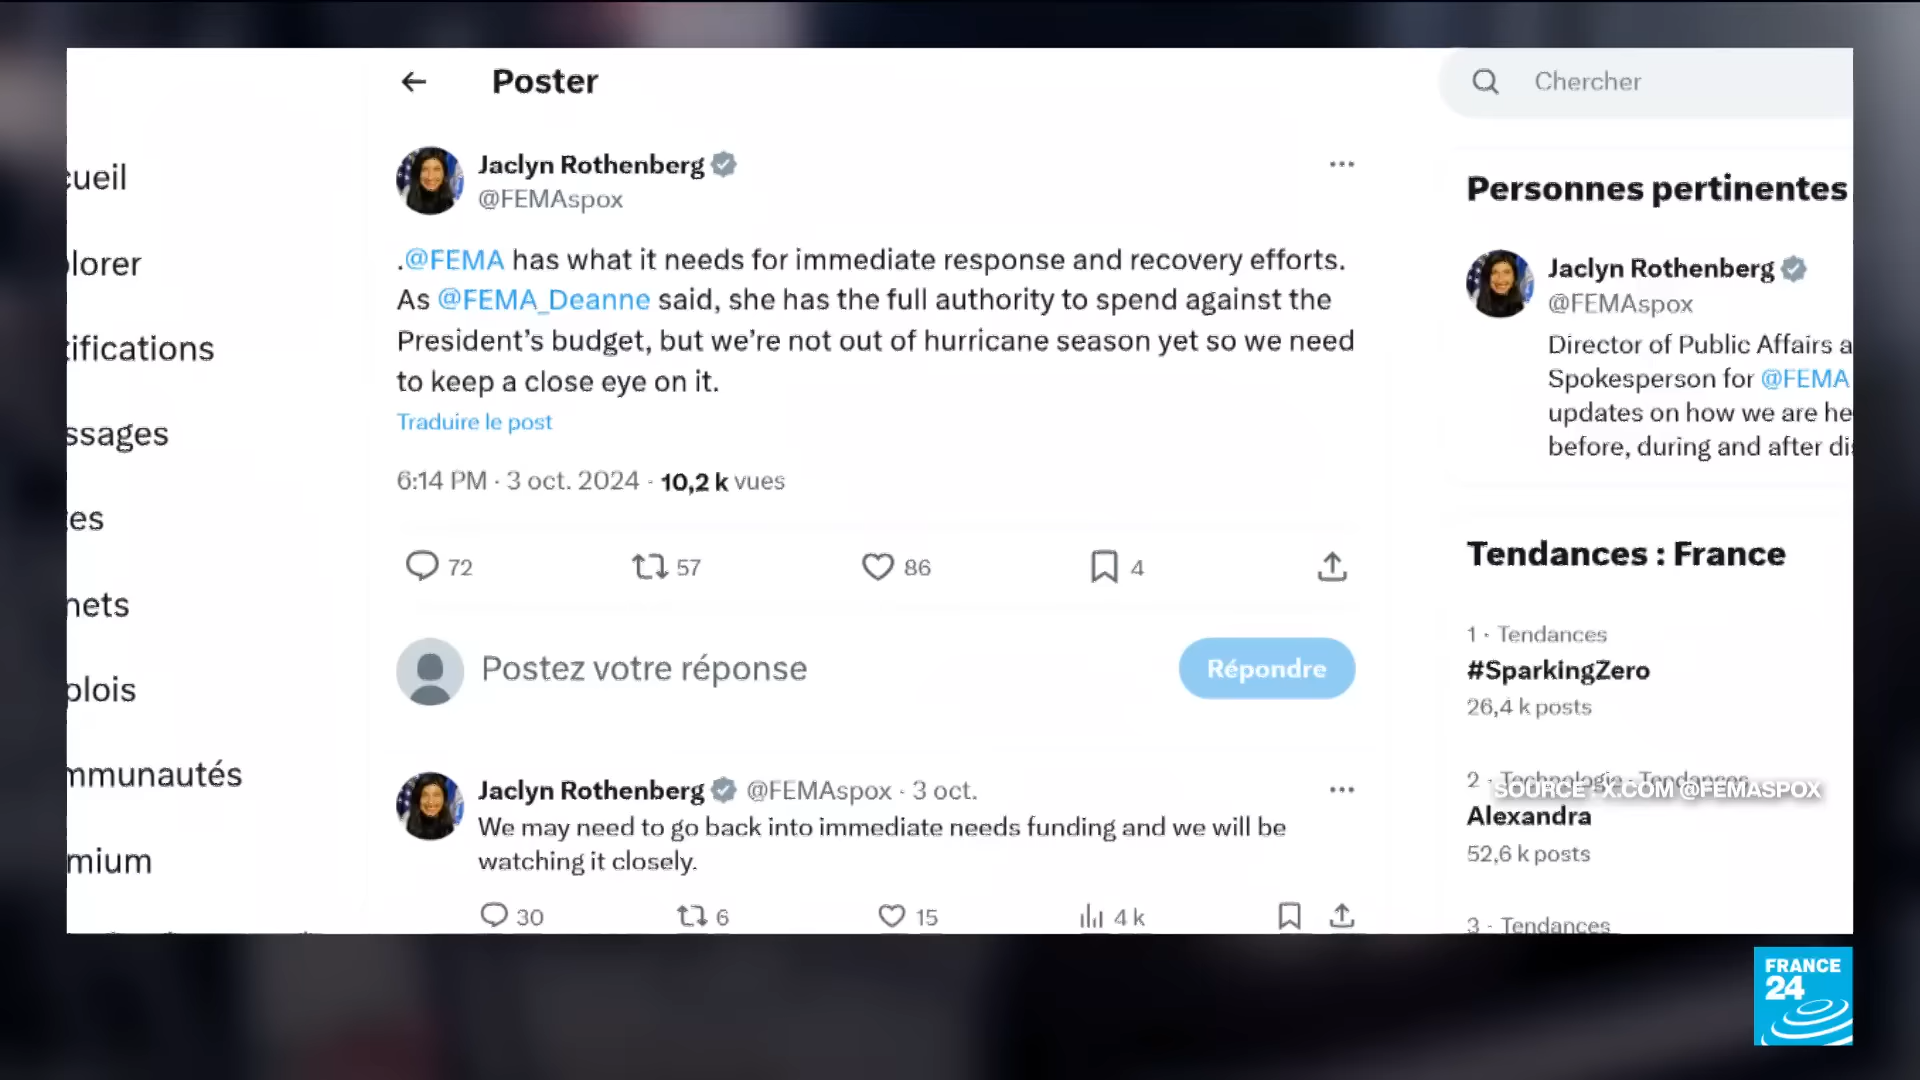 Poster
Chercher
cueil
plorer
tifications
ssages
tes
nets
plois
mmunautés
mium
Jaclyn Rothenberg
@FEMAspox
.@FEMA has what it needs for immediate response and recovery efforts.
As @FEMA_Deanne said, she has the full authority to spend against the
President’s budget, but we’re not out of hurricane season yet so we need
to keep a close eye on it.
Traduire le post
6:14 PM · 3 oct. 2024 · 10,2 k vues
72 57 86 4
Postez votre réponse
Répondre
Jaclyn Rothenberg @FEMAspox · 3 oct.
We may need to go back into immediate needs funding and we will be
watching it closely.
30 6 15 4 k
Personnes pertinentes
Jaclyn Rothenberg
@FEMAspox
Director of Public Affairs a
Spokesperson for @FEMA
updates on how we are he
before, during and after di
Tendances : France
1 · Tendances
#SparkingZero
26,4 k posts
2 · Technologie · Tendances
SOURCE : X.COM @FEMASPOX
Alexandra
52,6 k posts
3 · Tendances
FRANCE
24